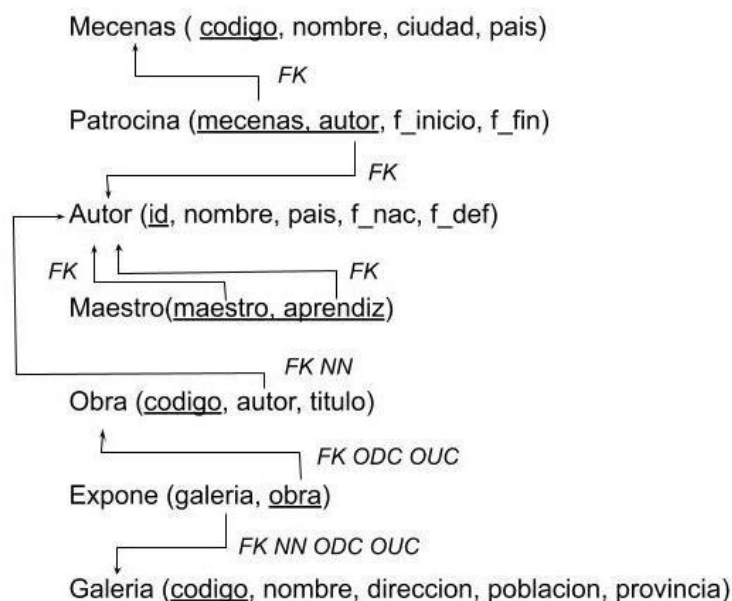 Mecenas ( codigo, nombre, ciudad, pais)
FK
Patrocina (mecenas, autor, f_inicio, f_fin)
FK
Autor (id, nombre, pais, f_nac, f_def)
FK FK
Maestro(maestro, aprendiz)
FK NN
Obra (codigo, autor, titulo)
FK ODC OUC
Expone (galeria, obra)
FK NN ODC OUC
Galeria (codigo, nombre, direccion, poblacion, provincia)